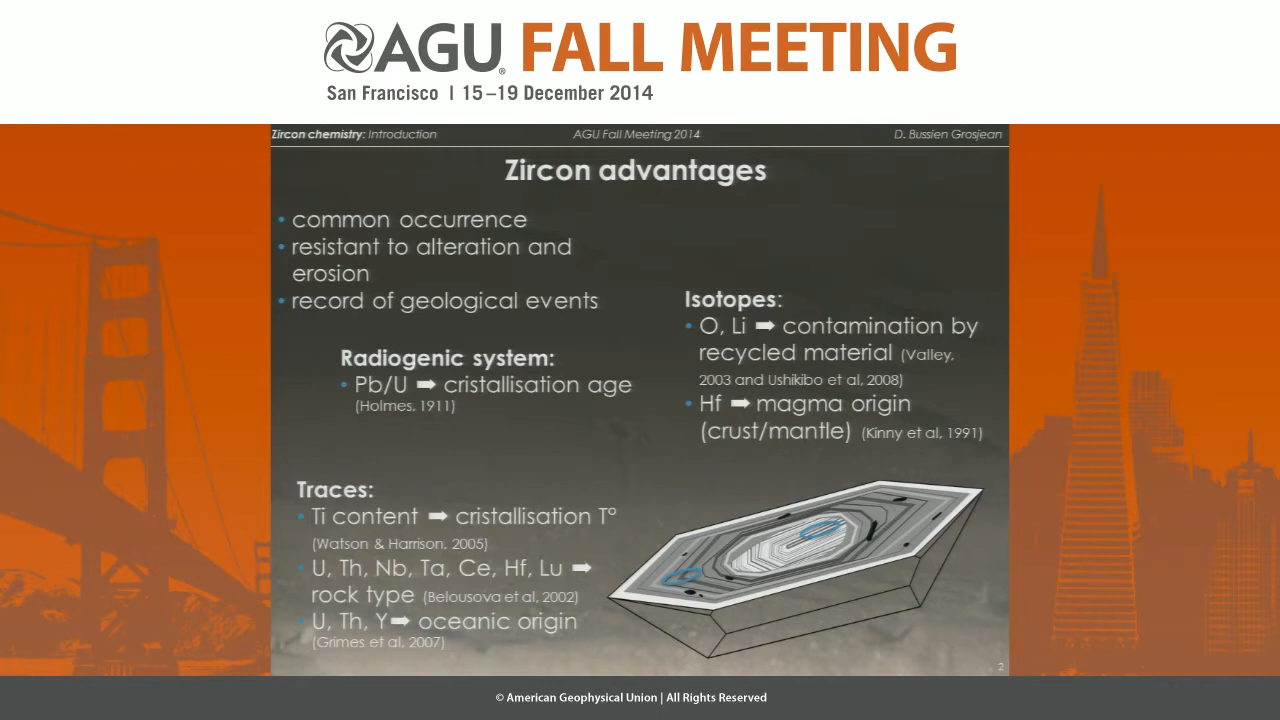 AGU® FALL MEETING
San Francisco | 15–19 December 2014
Zircon chemistry: Introduction
AGU Fall Meeting 2014
D. Bussien Grosjean
Zircon advantages
• common occurrence
• resistant to alteration and
erosion
• record of geological events
Radiogenic system:
• Pb/U ➡ cristallisation age
(Holmes, 1911)
Isotopes:
• O, Li ➡ contamination by
recycled material (Valley,
2003 and Ushikibo et al, 2008)
• Hf ➡ magma origin
(crust/mantle) (Kinny et al, 1991)
Traces:
• Ti content ➡ cristallisation T°
(Watson & Harrison, 2005)
• U, Th, Nb, Ta, Ce, Hf, Lu ➡
rock type (Belousova et al, 2002)
• U, Th, Y➡ oceanic origin
(Grimes et al, 2007)
2
© American Geophysical Union | All Rights Reserved